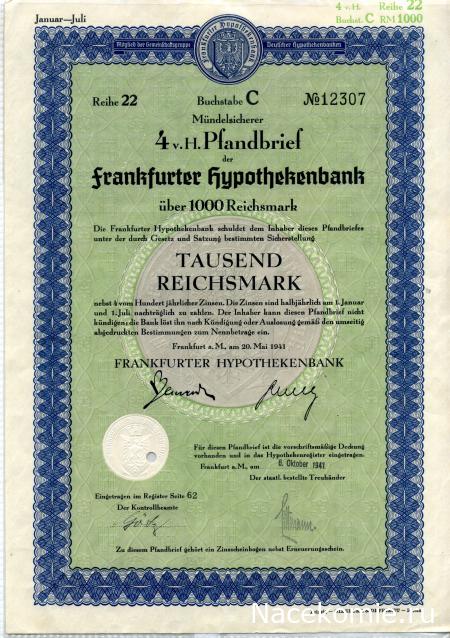 Januar—Juli
4 v. H. Reihe 22
Buchst. C RM 1000
Frankfurter Hypothekenbank
Mitglied der Gemeinschaftsgruppe Deutscher Hypothekenbanken
Reihe 22 Buchstabe C № 12307
Mündelsicherer
4 v. H. Pfandbrief
der
Frankfurter Hypothekenbank
über 1000 Reichsmark
Die Frankfurter Hypothekenbank schuldet dem Inhaber dieses Pfandbriefes
unter der durch Gesetz und Satzung bestimmten Sicherstellung
TAUSEND
REICHSMARK
nebst 4 vom Hundert jährlicher Zinsen. Die Zinsen sind halbjährlich am 1. Januar
und 1. Juli nachträglich zu zahlen. Der Inhaber kann diesen Pfandbrief nicht
kündigen; die Bank löst ihn nach Kündigung oder Auslosung gemäß den umseitig
abgedruckten Bestimmungen zum Nennbetrage ein.
Frankfurt a. M., am 20. Mai 1941
FRANKFURTER HYPOTHEKENBANK
Für diesen Pfandbrief ist die vorschriftsmäßige Deckung
vorhanden und in das Hypothekenregister eingetragen.
Frankfurt a. M., am 8. Oktober 1941
Der staatl. bestellte Treuhänder
Eingetragen im Register Seite 62
Der Kontrollbeamte
Zu diesem Pfandbrief gehört ein Zinsscheinbogen nebst Erneuerungsschein.
Nacekomie.ru